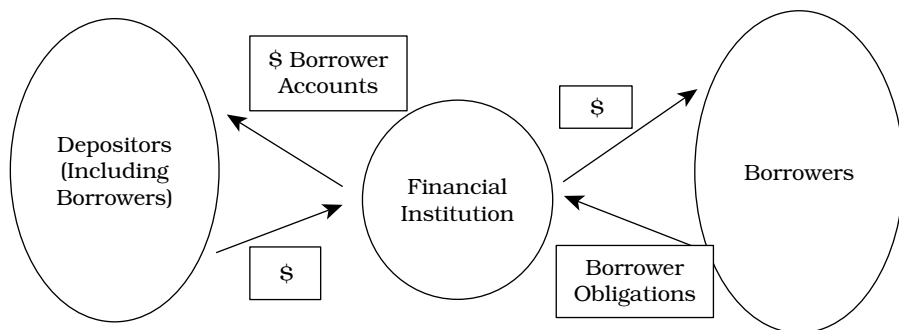 $ Borrower
Accounts
$
Depositors
(Including
Borrowers)
Financial
Institution
Borrowers
$
Borrower
Obligations